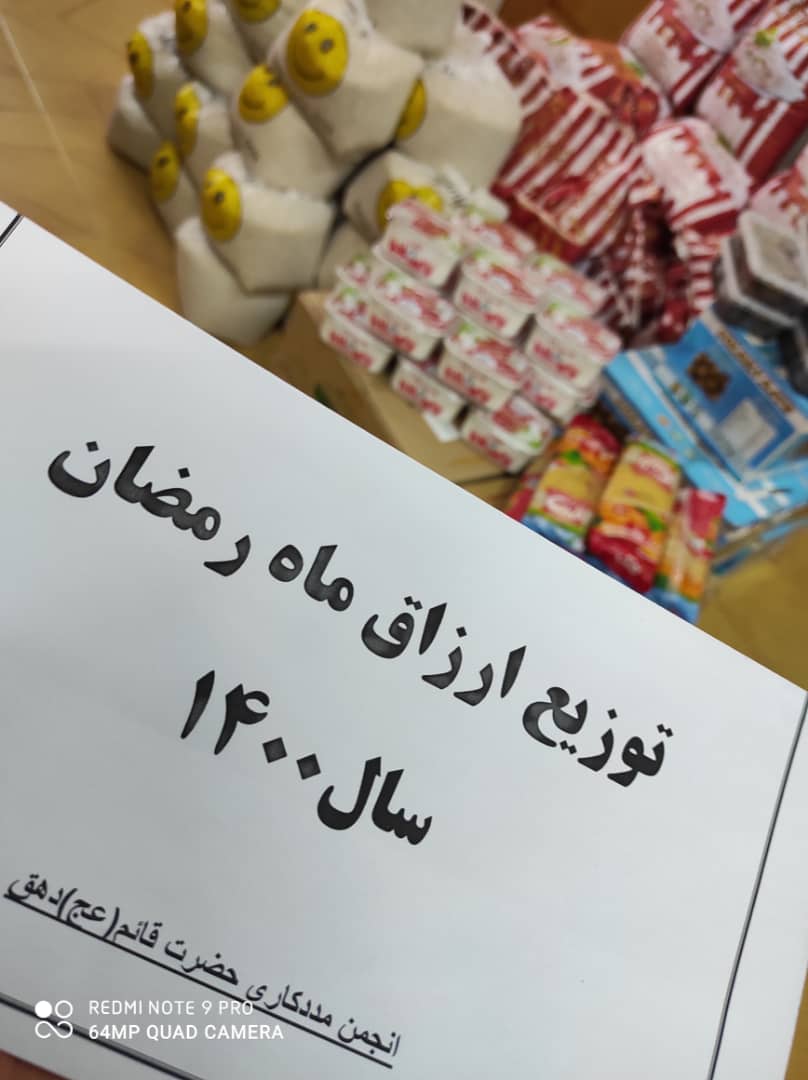 توزیع ارزاق ماه رمضان
سال ۱۴۰۰
انجمن مددکاری حضرت قائم(عج)دهق
REDMI NOTE 9 PRO
64MP QUAD CAMERA